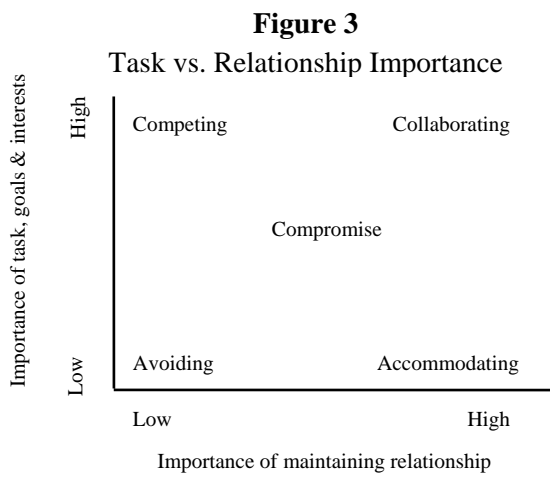 Figure 3
Task vs. Relationship Importance
Importance of task, goals & interests
High
Competing
Collaborating
Compromise
Low
Avoiding
Accommodating
Low
High
Importance of maintaining relationship